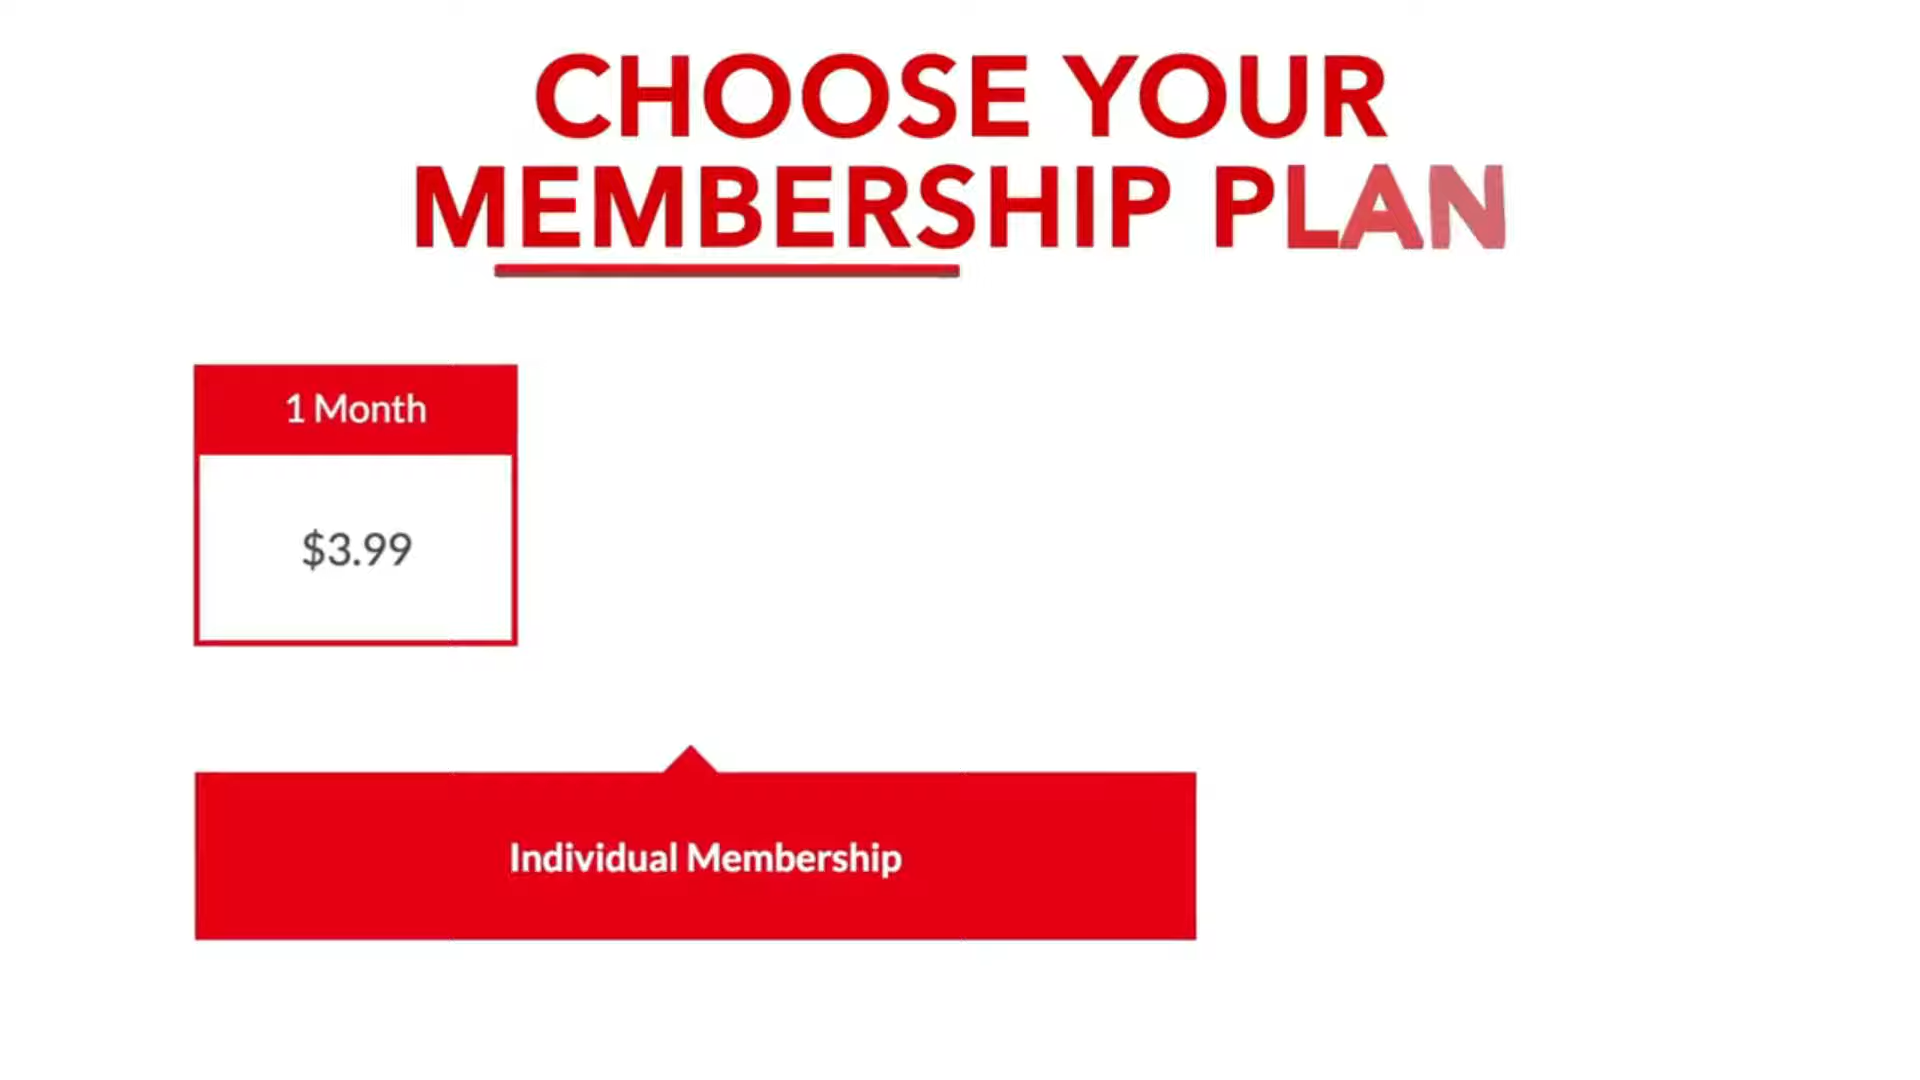 CHOOSE YOUR
MEMBERSHIP PLAN
1 Month
$3.99
Individual Membership